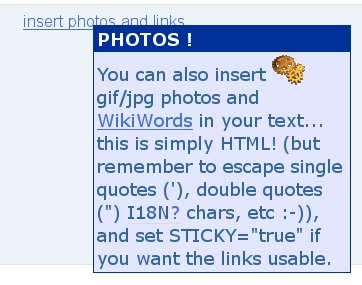 insert photos and links
PHOTOS !
You can also insert
gif/jpg photos and
WikiWords in your text...
this is simply HTML! (but
remember to escape single
quotes ('), double quotes
(") I18N? chars, etc :-)),
and set STICKY="true" if
you want the links usable.